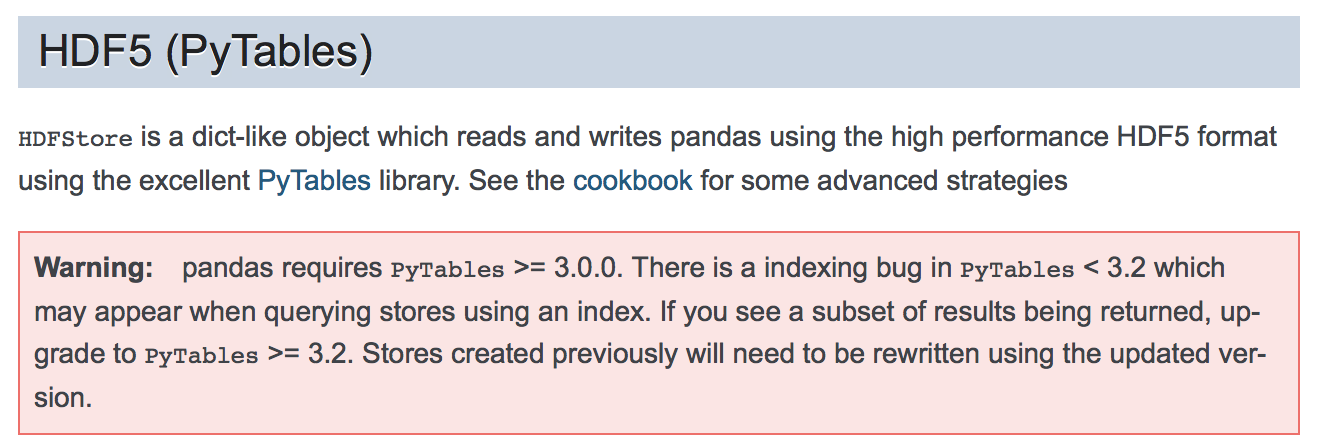 HDF5 (PyTables)
HDFStore is a dict-like object which reads and writes pandas using the high performance HDF5 format
using the excellent PyTables library. See the cookbook for some advanced strategies
Warning: pandas requires PyTables >= 3.0.0. There is a indexing bug in PyTables < 3.2 which
may appear when querying stores using an index. If you see a subset of results being returned, up-
grade to PyTables >= 3.2. Stores created previously will need to be rewritten using the updated ver-
sion.